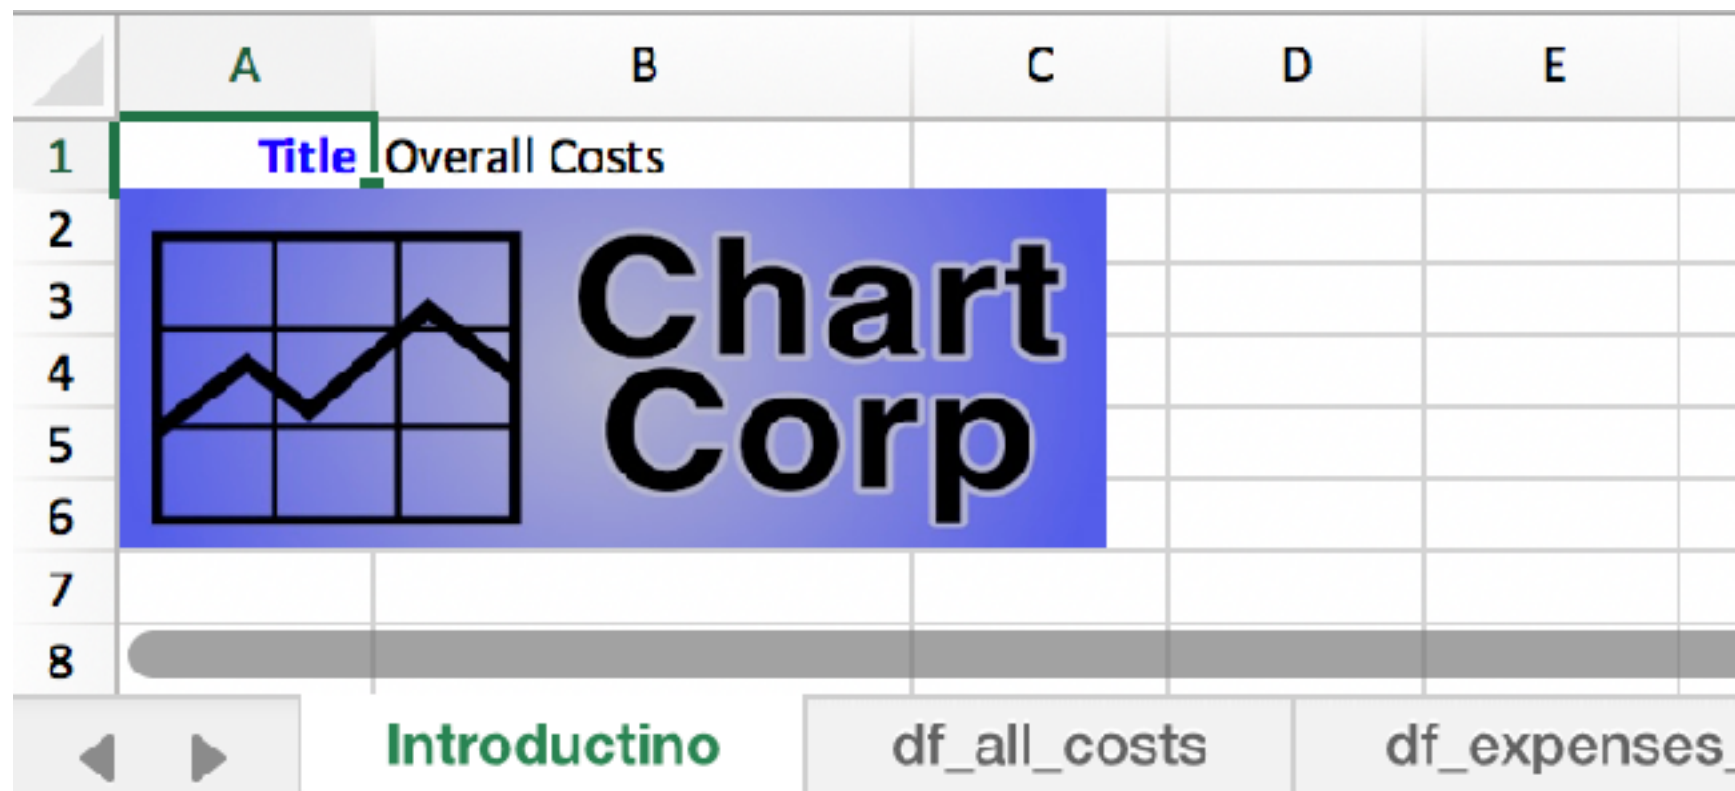 A B C D E
1 Title Overall Costs
2
3
4
5
6
Chart
Corp
7
8
Introductino df_all_costs df_expenses_